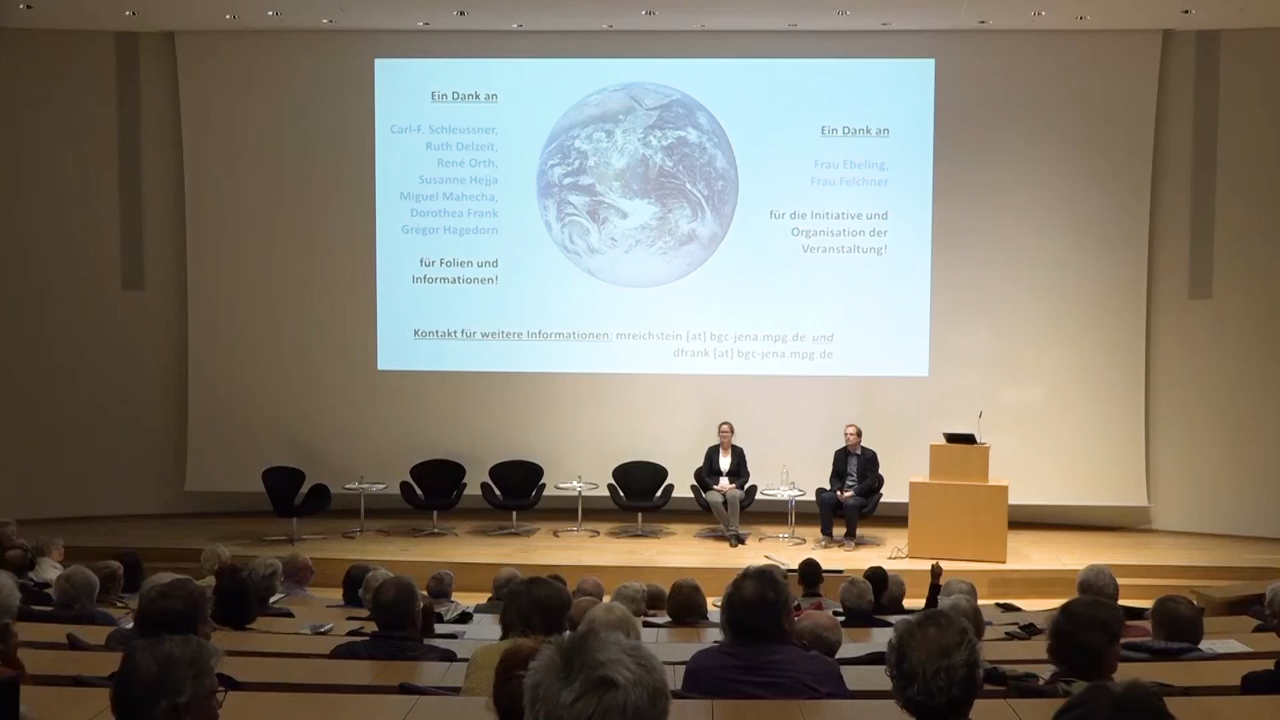 Ein Dank an
Carl-F. Schleussner,
Ruth Delzeit,
René Orth,
Susanne Hejja
Miguel Mahecha,
Dorothea Frank
Gregor Hagedorn
für Folien und
Informationen!
Ein Dank an
Frau Ebeling,
Frau Felchner
für die Initiative und
Organisation der
Veranstaltung!
Kontakt für weitere Informationen: mreichstein [at] bgc-jena.mpg.de und
dfrank [at] bgc-jena.mpg.de